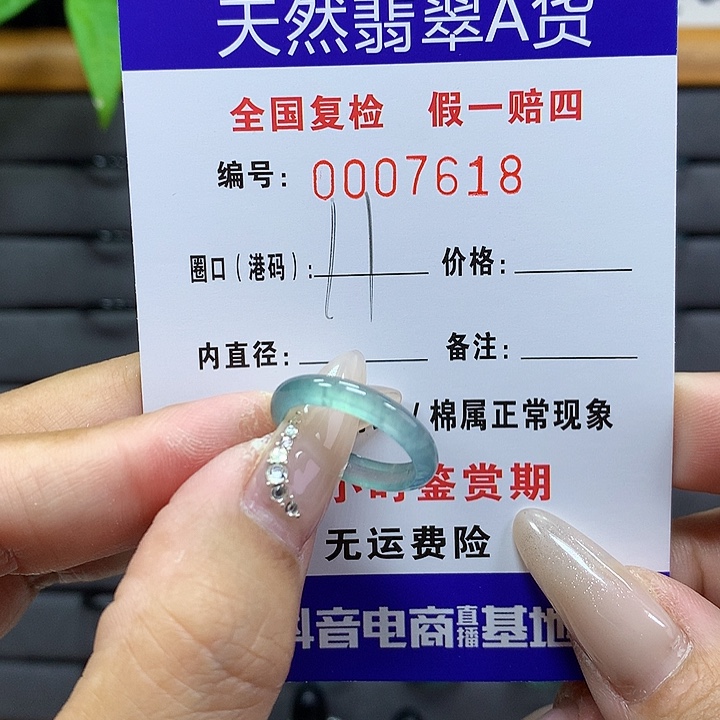 天然翡翠A货
全国复检 假一赔四
编号: 0007618
圈口(港码): 11 价格:
内直径: 备注:
/棉属正常现象
小时鉴赏期
无运费险
抖音电商直播基地